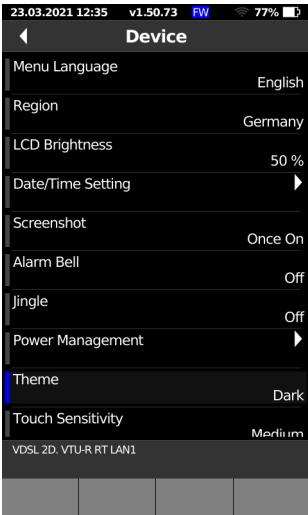 23.03.2021 12:35 v1.50.73 FW 77%
Device
Menu Language
English
Region
Germany
LCD Brightness
50 %
Date/Time Setting
Screenshot
Once On
Alarm Bell
Off
Jingle
Off
Power Management
Theme
Dark
Touch Sensitivity
Medium
VDSL 2D. VTU-R RT LAN1